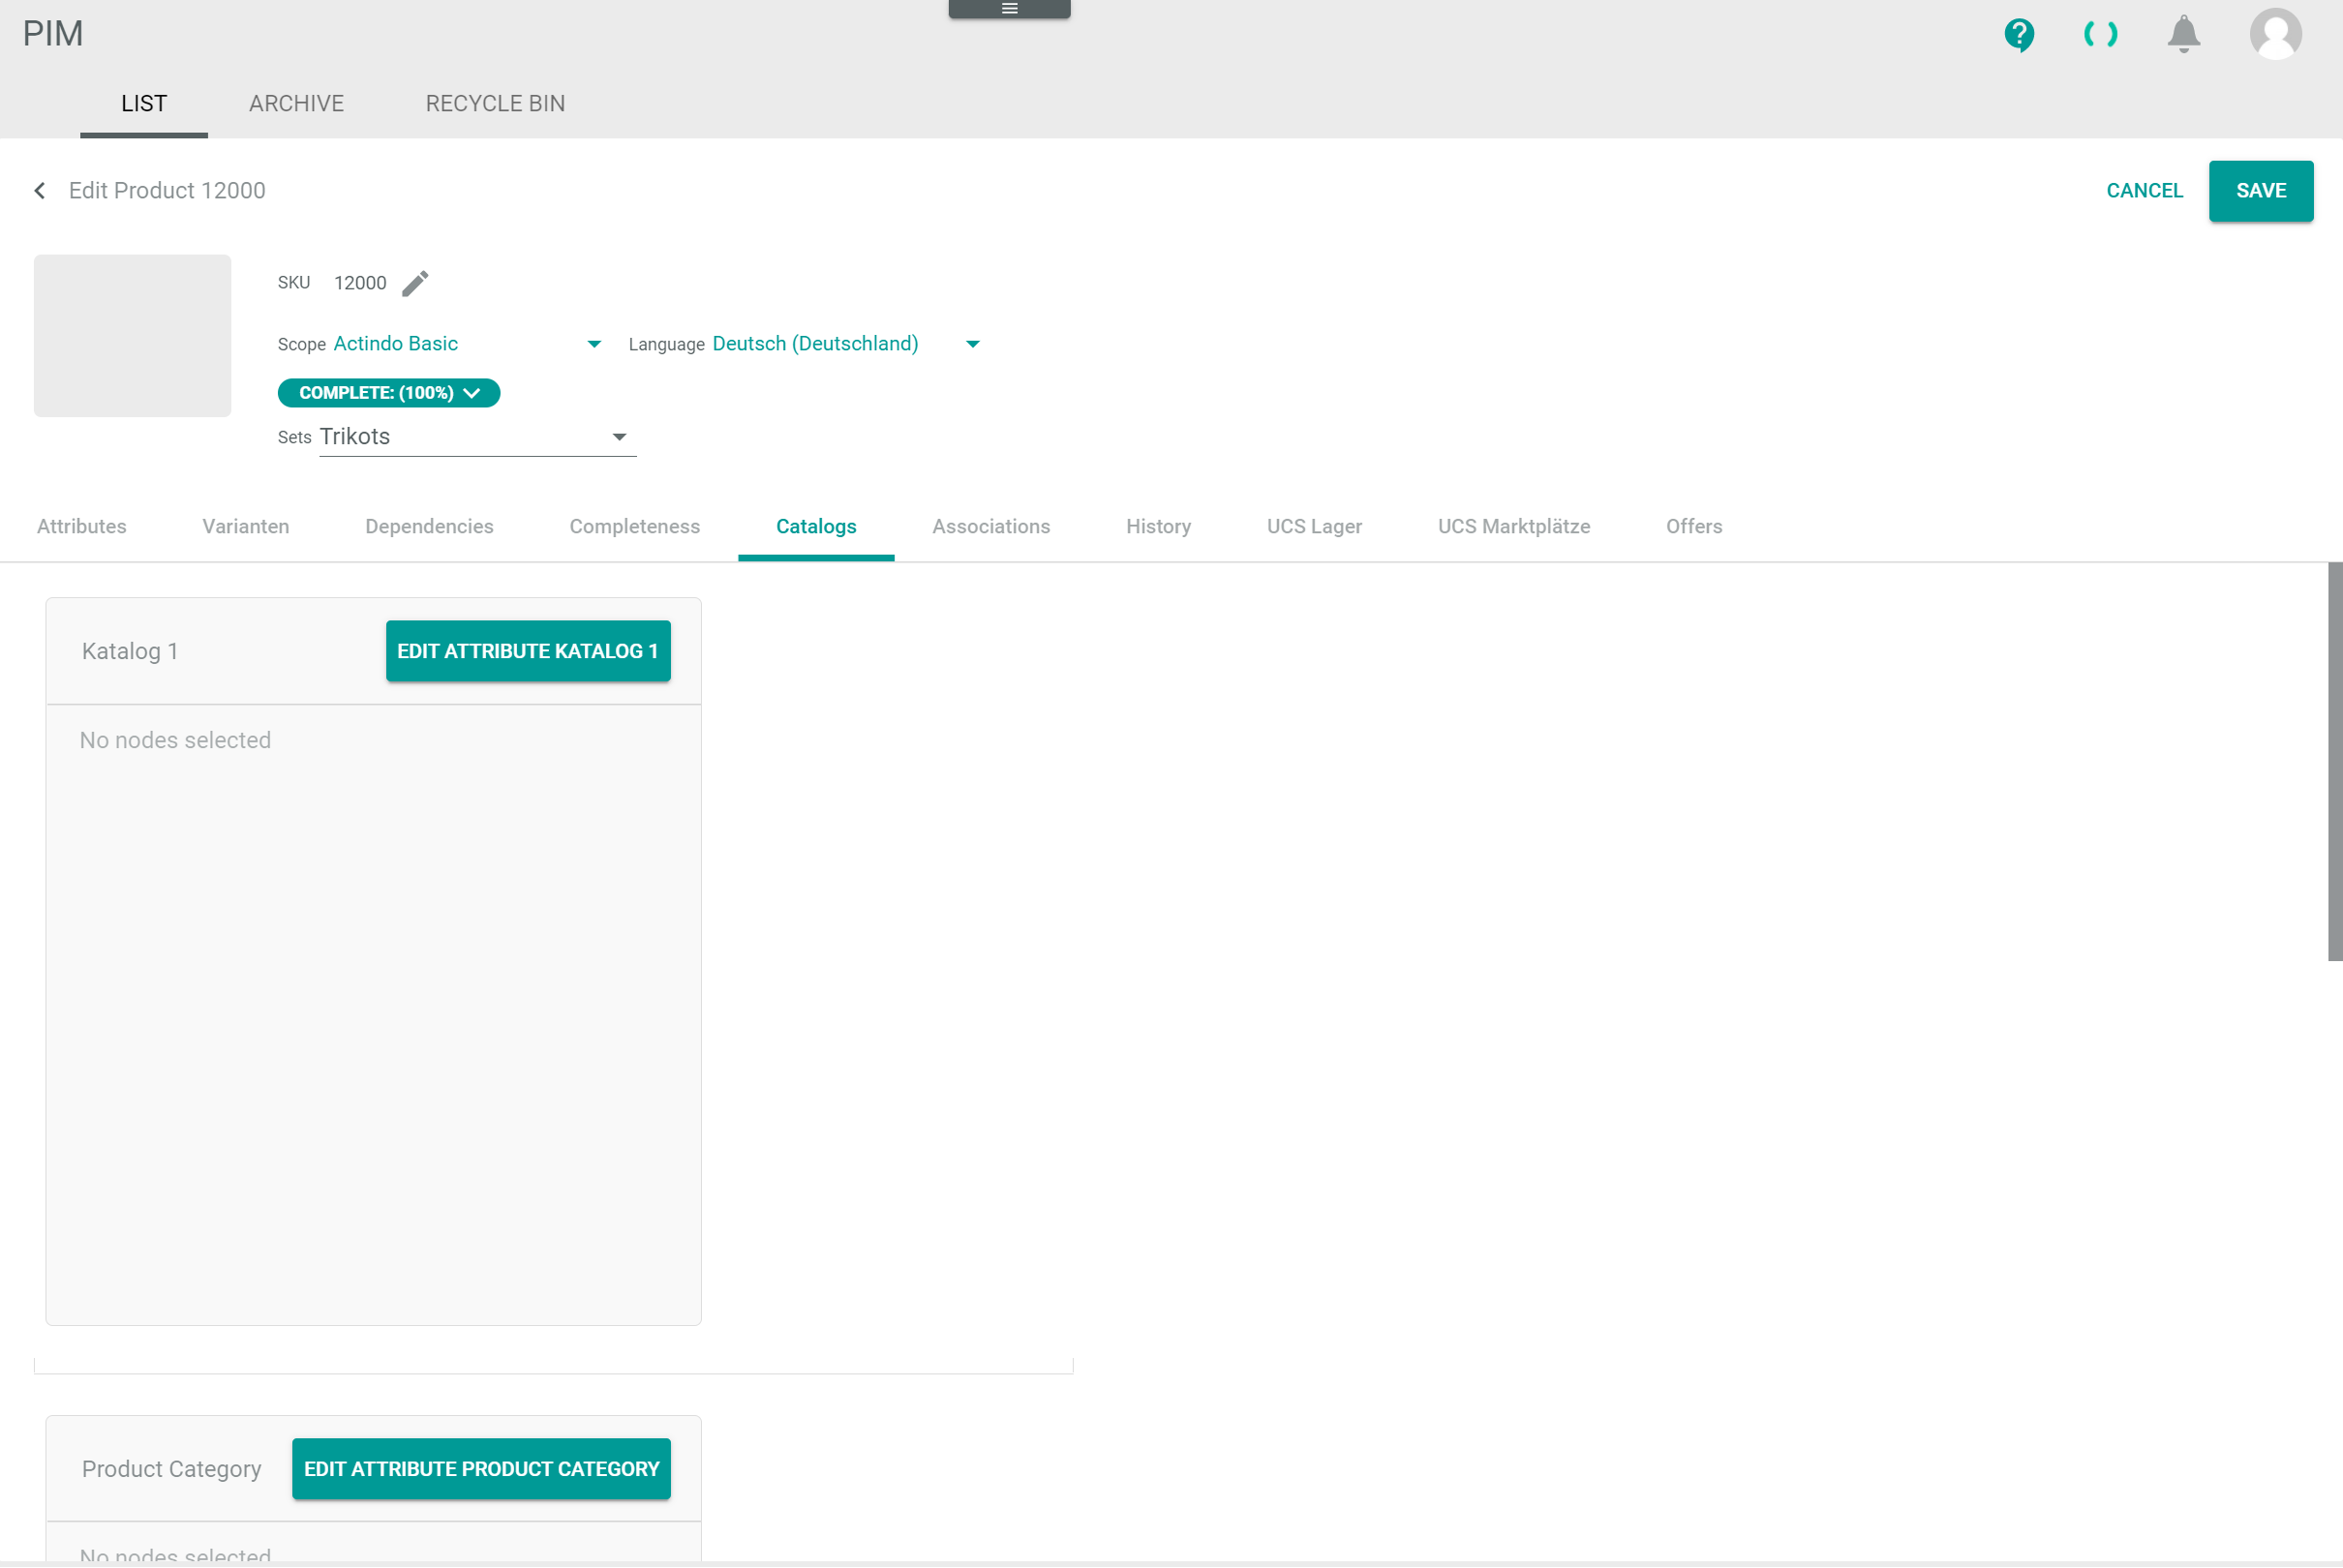 PIM
LIST ARCHIVE RECYCLE BIN
Edit Product 12000 CANCEL SAVE
SKU 12000
Scope Actindo Basic Language Deutsch (Deutschland)
COMPLETE: (100%)
Sets Trikots
Attributes Varianten Dependencies Completeness Catalogs Associations History UCS Lager UCS Marktplätze Offers
Katalog 1 EDIT ATTRIBUTE KATALOG 1
No nodes selected
Product Category EDIT ATTRIBUTE PRODUCT CATEGORY
No nodes selected